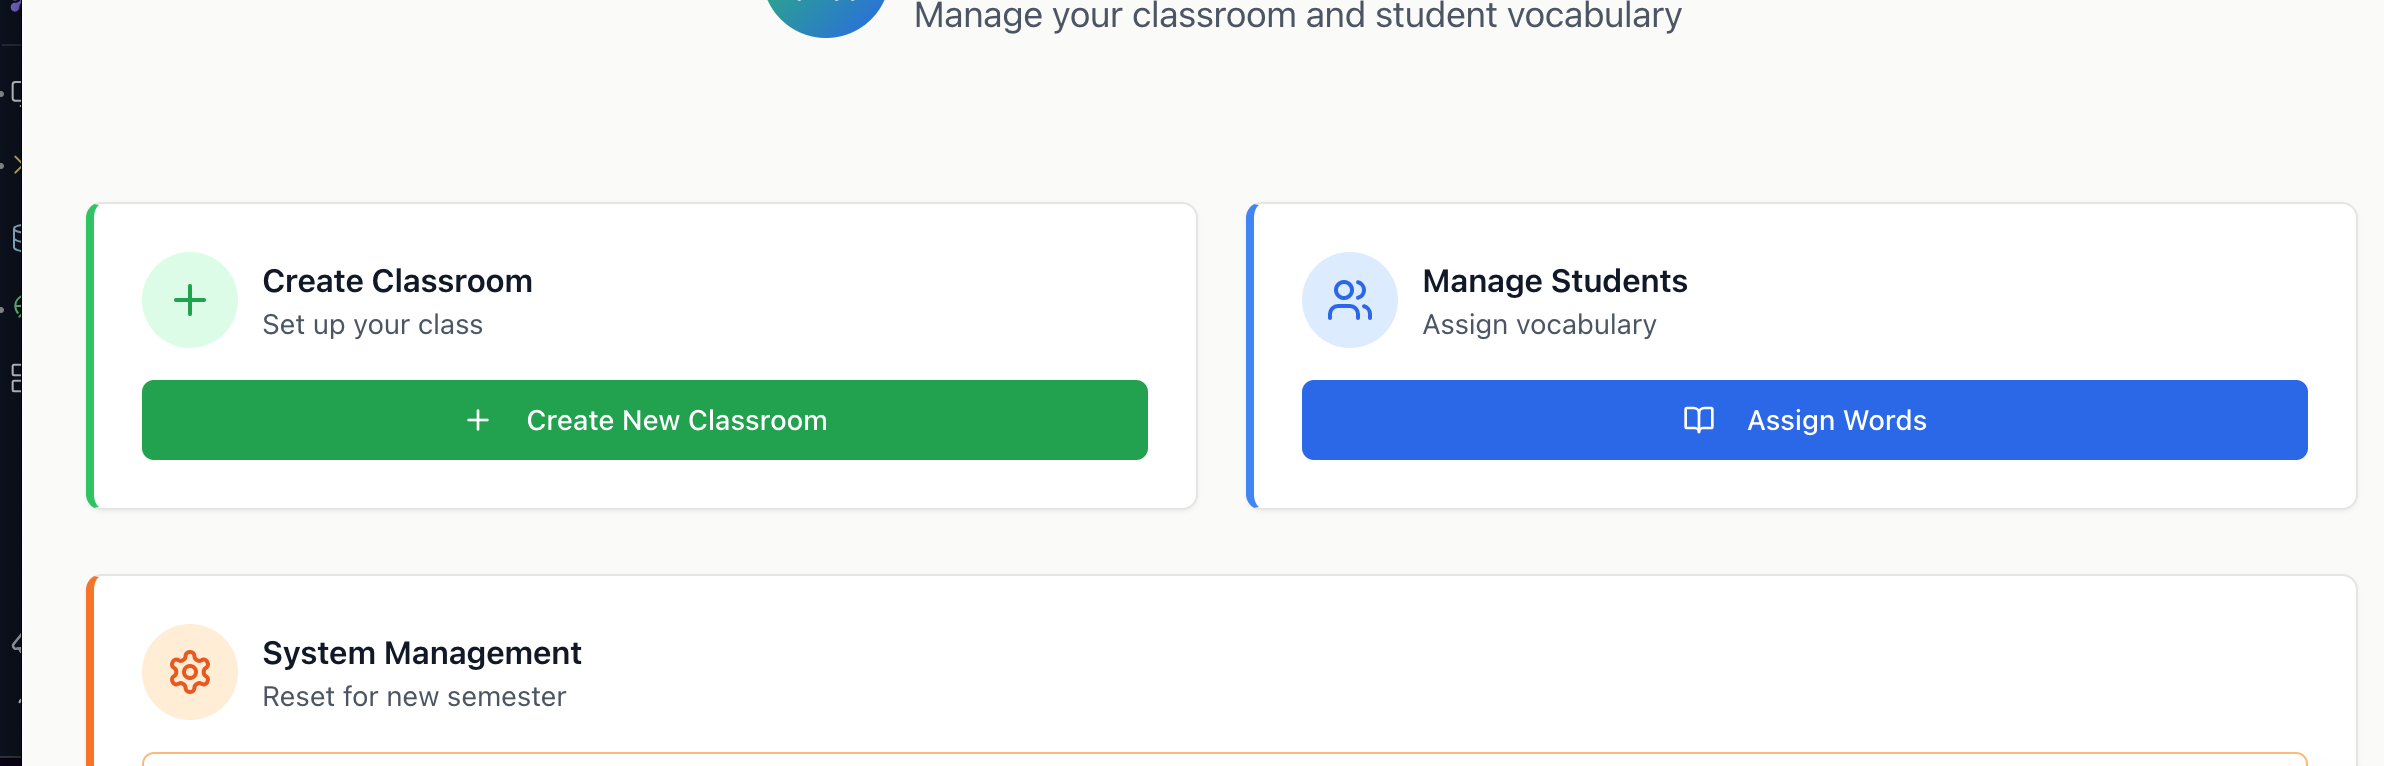 Manage your classroom and student vocabulary
Create Classroom
Set up your class
Create New Classroom
Manage Students
Assign vocabulary
Assign Words
System Management
Reset for new semester